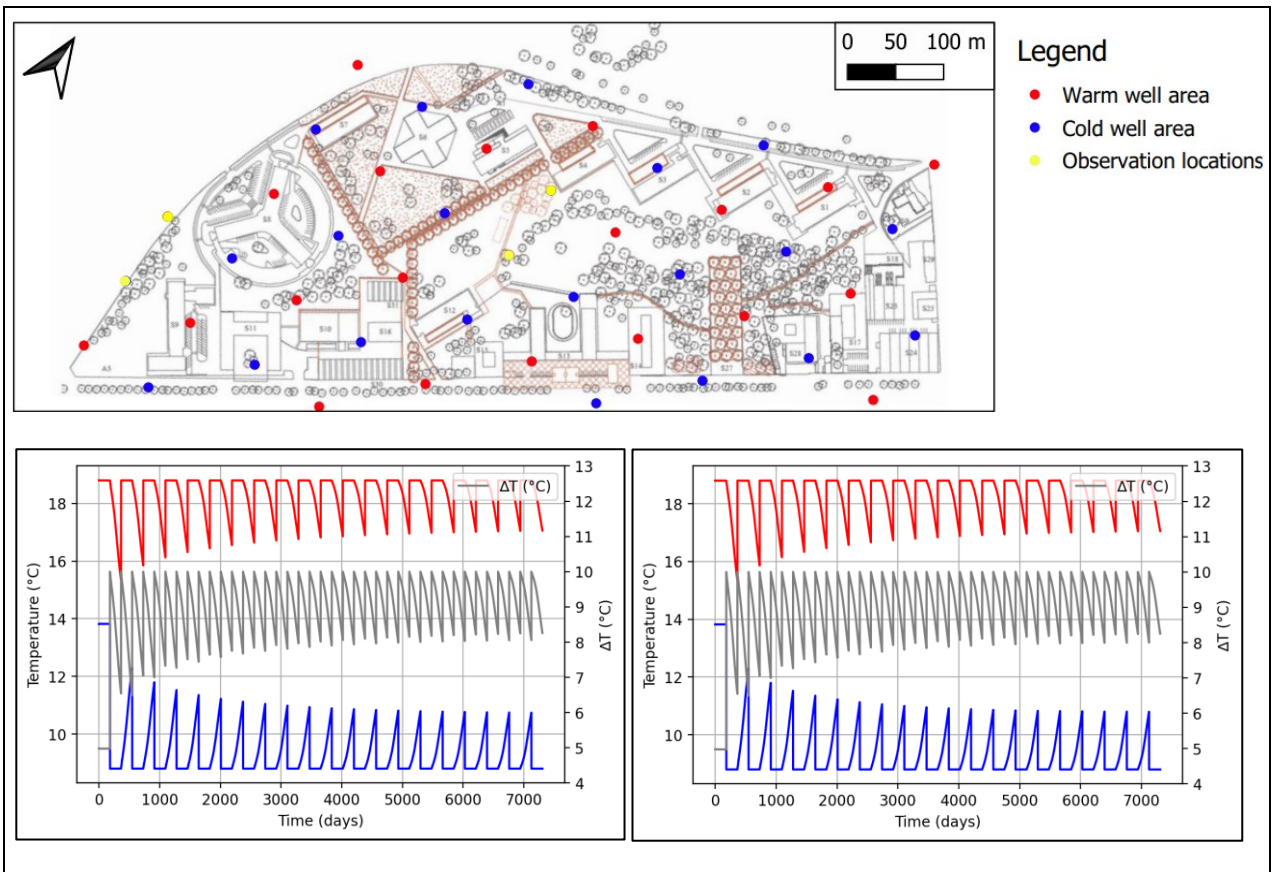 0 50 100 m
Legend
Warm well area
Cold well area
Observation locations
S7
S6
S5
S4
S3
S2
S1
S8
S9
S11
S10
S16
S12
S13
S15
S14
S27
S28
S17
S18
S20
S29
S23
S24
A5
ΔT (°C)
18
16
14
12
10
Temperature (°C)
13
12
11
10
9
8
7
6
5
4
ΔT (°C)
0 1000 2000 3000 4000 5000 6000 7000
Time (days)
ΔT (°C)
18
16
14
12
10
Temperature (°C)
13
12
11
10
9
8
7
6
5
4
ΔT (°C)
0 1000 2000 3000 4000 5000 6000 7000
Time (days)